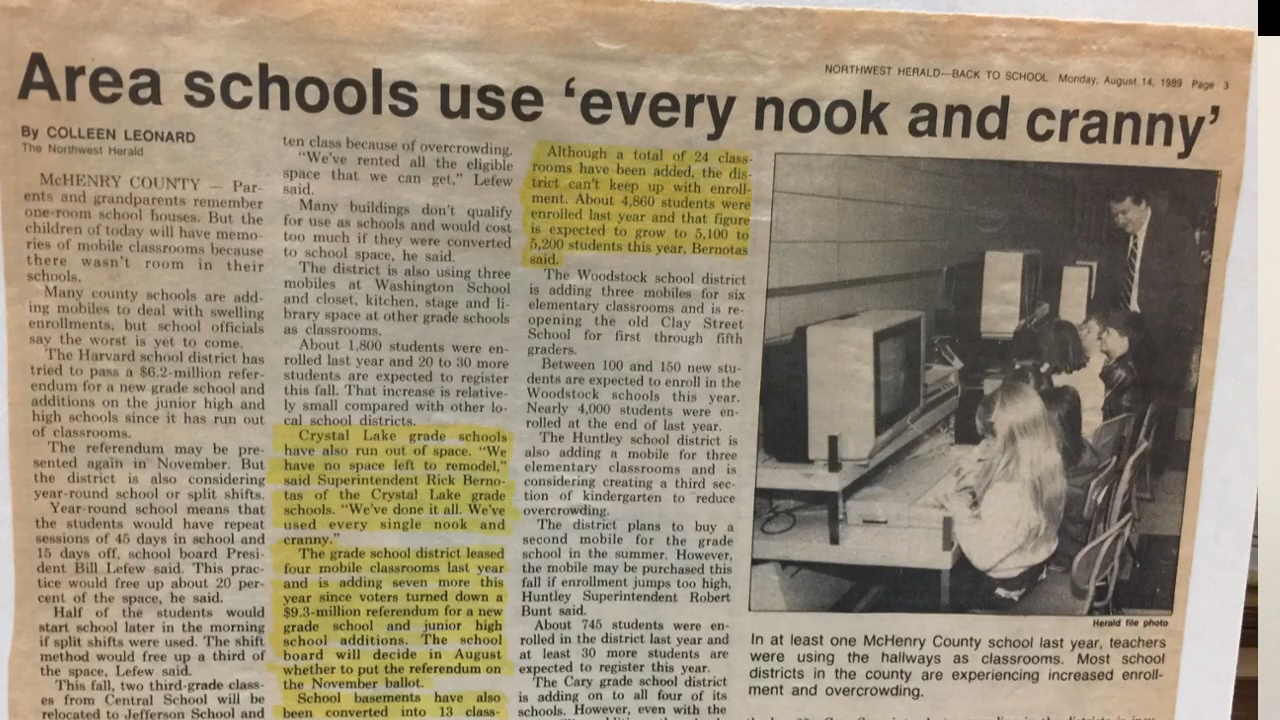 NORTHWEST HERALD—BACK TO SCHOOL Monday, August 14, 1989 Page 3
Area schools use 'every nook and cranny'
By COLLEEN LEONARD
The Northwest Herald
McHENRY COUNTY — Par-
ents and grandparents remember
one-room school houses. But the
children of today will have memo-
ries of mobile classrooms because
there wasn't room in their
schools.
Many county schools are add-
ing mobiles to deal with swelling
enrollments, but school officials
say the worst is yet to come.
The Harvard school district has
tried to pass a $6.2-million refer-
endum for a new grade school and
additions on the junior high and
high schools since it has run out
of classrooms.
The referendum may be pre-
sented again in November. But
the district is also considering
year-round school or split shifts.
Year-round school means that
the students would have repeat
sessions of 45 days in school and
15 days off, school board Presi-
dent Bill Lefew said. This prac-
tice would free up about 20 per-
cent of the space, he said.
Half of the students would
start school later in the morning
if split shifts were used. The shift
method would free up a third of
the space, Lefew said.
This fall, two third-grade class-
es from Central School will be
relocated to Jefferson School and
ten class because of overcrowding.
"We've rented all the eligible
space that we can get," Lefew
said.
Many buildings don't qualify
for use as schools and would cost
too much if they were converted
to school space, he said.
The district is also using three
mobiles at Washington School
and closet, kitchen, stage and li-
brary space at other grade schools
as classrooms.
About 1,800 students were en-
rolled last year and 20 to 30 more
students are expected to register
this fall. That increase is relative-
ly small compared with other lo-
cal school districts.
Crystal Lake grade schools
have also run out of space. "We
have no space left to remodel,"
said Superintendent Rick Berno-
tas of the Crystal Lake grade
schools. "We've done it all. We've
used every single nook and
cranny."
The grade school district leased
four mobile classrooms last year
and is adding seven more this
year since voters turned down a
$9.3-million referendum for a new
grade school and junior high
school additions. The school
board will decide in August
whether to put the referendum on
the November ballot.
School basements have also
been converted into 13 class-
Although a total of 24 class-
rooms have been added, the dis-
trict can't keep up with enroll-
ment. About 4,860 students were
enrolled last year and that figure
is expected to grow to 5,100 to
5,200 students this year, Bernotas
said.
The Woodstock school district
is adding three mobiles for six
elementary classrooms and is re-
opening the old Clay Street
School for first through fifth
graders.
Between 100 and 150 new stu-
dents are expected to enroll in the
Woodstock schools this year.
Nearly 4,000 students were en-
rolled at the end of last year.
The Huntley school district is
also adding a mobile for three
elementary classrooms and is
considering creating a third sec-
tion of kindergarten to reduce
overcrowding.
The district plans to buy a
second mobile for the grade
school in the summer. However,
the mobile may be purchased this
fall if enrollment jumps too high,
Huntley Superintendent Robert
Bunt said.
About 745 students were en-
rolled in the district last year and
at least 30 more students are
expected to register this year.
The Cary grade school district
is adding on to all four of its
schools. However, even with the
Herald file photo
In at least one McHenry County school last year, teachers
were using the hallways as classrooms. Most school
districts in the county are experiencing increased enroll-
ment and overcrowding.